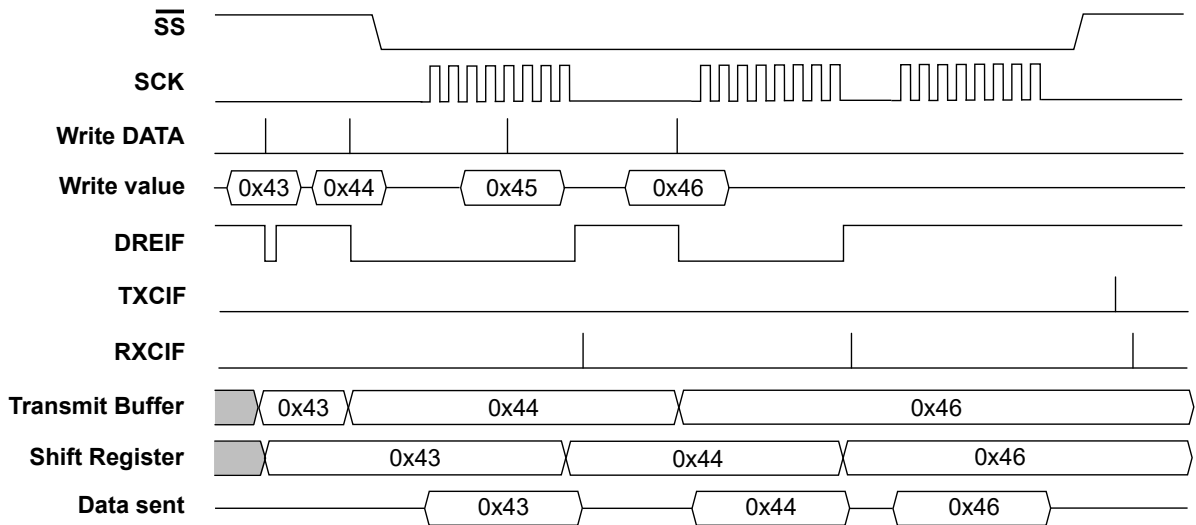 SS
SCK
Write DATA
Write value 0x43 0x44 0x45 0x46
DREIF
TXCIF
RXCIF
Transmit Buffer 0x43 0x44 0x46
Shift Register 0x43 0x44 0x46
Data sent 0x43 0x44 0x46